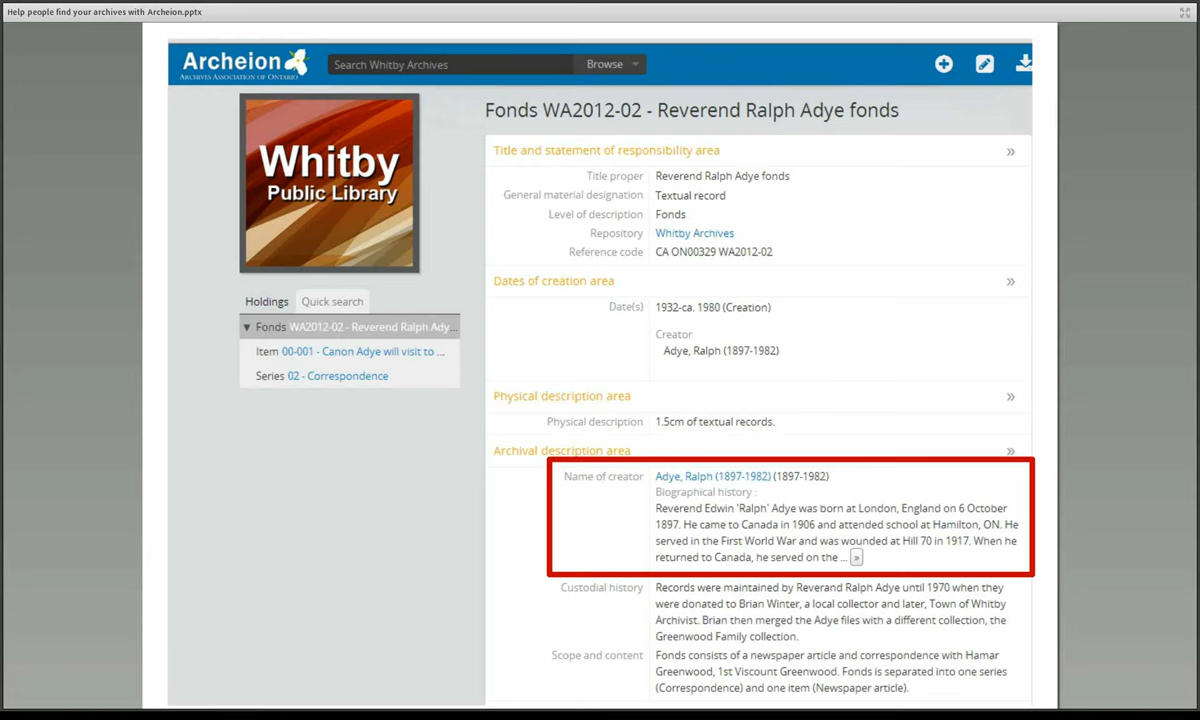 Help people find your archives with Archeion.pptx
Archeion
ARCHIVES ASSOCIATION OF ONTARIO
Search Whitby Archives
Browse
Whitby
Public Library
Holdings
Quick search
Fonds WA2012-02 - Reverend Ralph Ady...
Item 00-001 - Canon Adye will visit to ...
Series 02 - Correspondence
Fonds WA2012-02 - Reverend Ralph Adye fonds
Title and statement of responsibility area »
Title proper Reverend Ralph Adye fonds
General material designation Textual record
Level of description Fonds
Repository Whitby Archives
Reference code CA ON00329 WA2012-02
Dates of creation area »
Date(s) 1932-ca. 1980 (Creation)
Creator
Adye, Ralph (1897-1982)
Physical description area »
Physical description 1.5cm of textual records.
Archival description area »
Name of creator Adye, Ralph (1897-1982) (1897-1982)
Biographical history :
Reverend Edwin 'Ralph' Adye was born at London, England on 6 October
1897. He came to Canada in 1906 and attended school at Hamilton, ON. He
served in the First World War and was wounded at Hill 70 in 1917. When he
returned to Canada, he served on the ... »
Custodial history Records were maintained by Reverand Ralph Adye until 1970 when they
were donated to Brian Winter, a local collector and later, Town of Whitby
Archivist. Brian then merged the Adye files with a different collection, the
Greenwood Family collection.
Scope and content Fonds consists of a newspaper article and correspondence with Hamar
Greenwood, 1st Viscount Greenwood. Fonds is separated into one series
(Correspondence) and one item (Newspaper article).